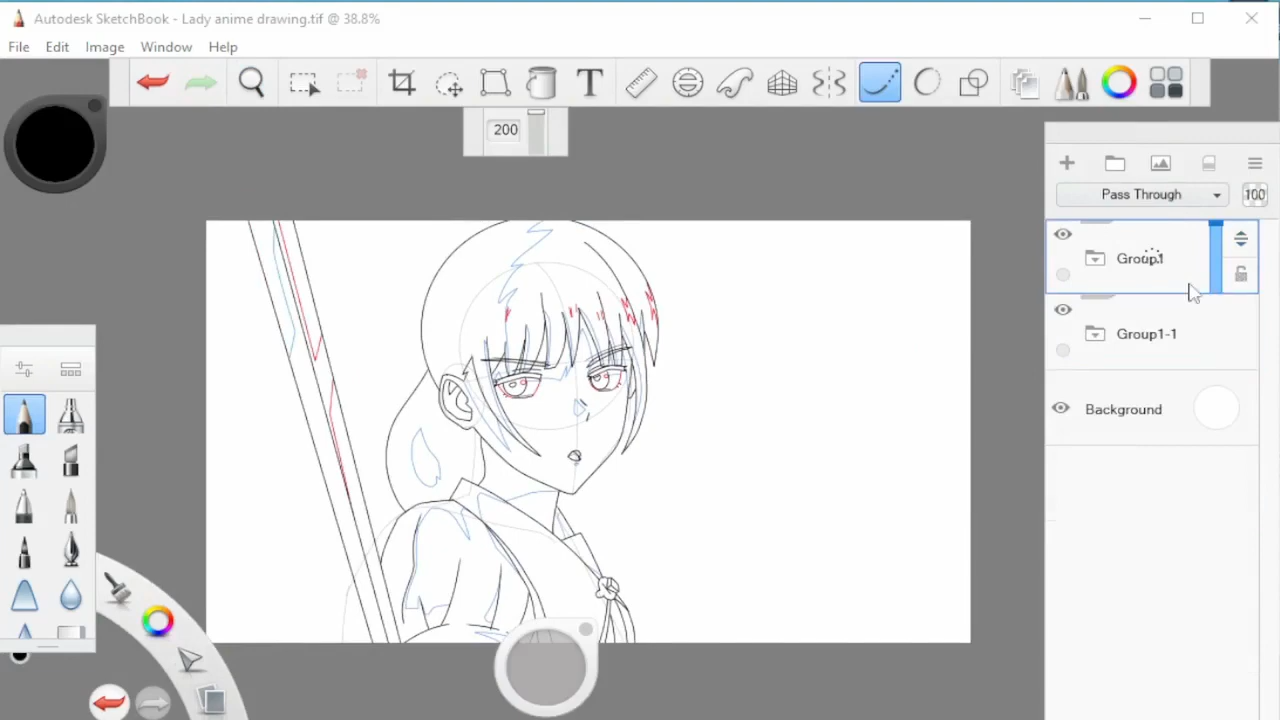 Autodesk SketchBook - Lady anime drawing.tif @ 38.8%
File Edit Image Window Help
T
200
Pass Through 100
Group1
Group1-1
Background